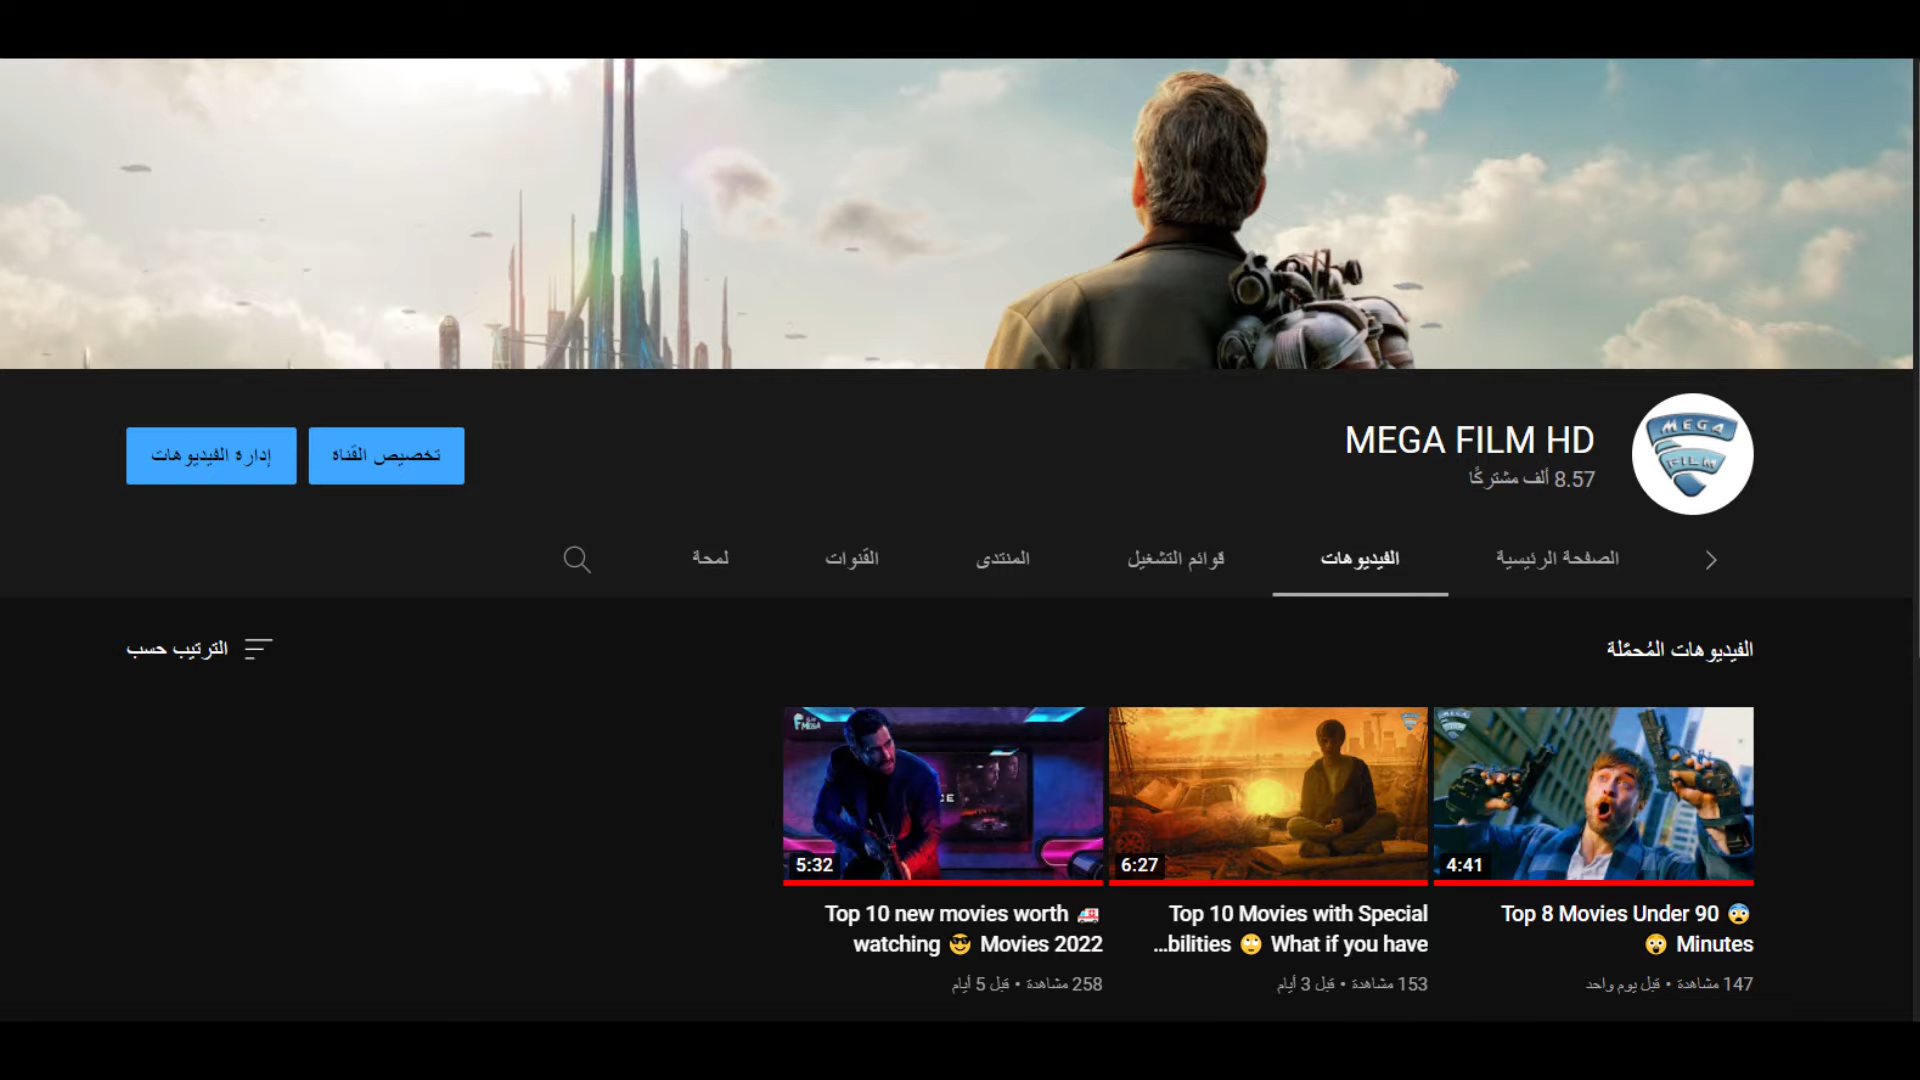 MEGA FILM HD
8.57 ألف مشتركًا
MEGA
FILM
تخصيص القناة
إدارة الفيديوهات
الصفحة الرئيسية
الفيديوهات
قوائم التشغيل
المنتدى
القنوات
لمحة
الفيديوهات المُحمَّلة
الترتيب حسب
4:41
Top 8 Movies Under 90 😨
😲 Minutes
147 مشاهدة • قبل يوم واحد
6:27
Top 10 Movies with Special
...bilities 🙄 What if you have
153 مشاهدة • قبل 3 أيام
5:32
Top 10 new movies worth 🚑
watching 😎 Movies 2022
258 مشاهدة • قبل 5 أيام